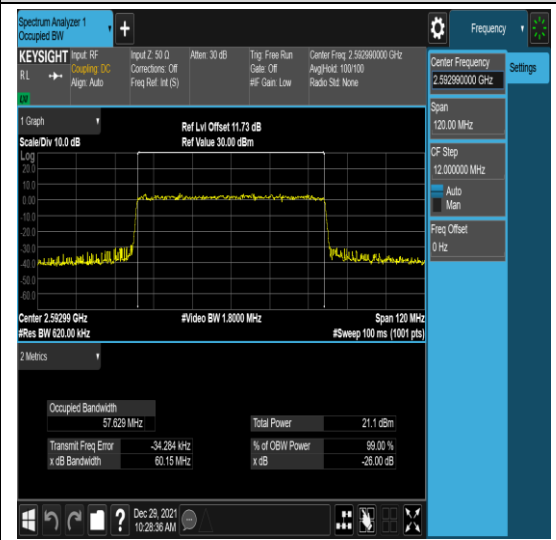 Spectrum Analyzer 1
Occupied BW
+
Frequency
KEYSIGHT
RL
Input: RF
Coupling: DC
Align: Auto
Input Z: 50 Ω
Corrections: Off
Freq Ref: Int (S)
Atten: 30 dB
Trig: Free Run
Gate: Off
#IF Gain: Low
Center Freq: 2.592990000 GHz
Avg|Hold: 100/100
Radio Std: None
1 Graph
Scale/Div 10.0 dB
Ref Lvl Offset 11.73 dB
Ref Value 30.00 dBm
Log
20.0
10.0
0.00
-10.0
-20.0
-30.0
-40.0
-50.0
-60.0
Center 2.59299 GHz
#Res BW 620.00 kHz
#Video BW 1.8000 MHz
Span 120 MHz
#Sweep 100 ms (1001 pts)
2 Metrics
Occupied Bandwidth
57.629 MHz
Total Power 21.1 dBm
Transmit Freq Error -34.284 kHz
% of OBW Power 99.00 %
x dB Bandwidth 60.15 MHz
x dB -26.00 dB
Center Frequency
2.592990000 GHz
Settings
Span
120.00 MHz
CF Step
12.000000 MHz
Auto
Man
Freq Offset
0 Hz
?
Dec 29, 2021
10:28:36 AM